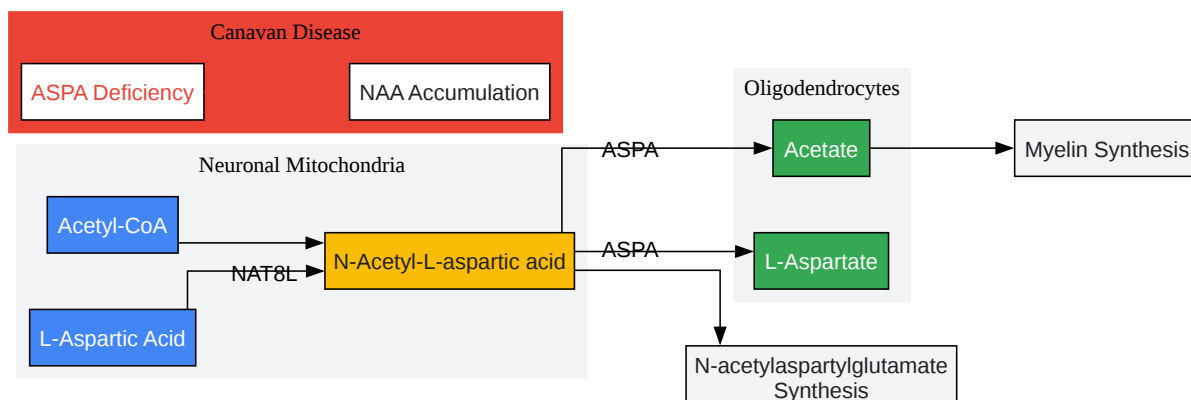 Canavan Disease
ASPA Deficiency
NAA Accumulation
Neuronal Mitochondria
Acetyl-CoA
NAT8L
L-Aspartic Acid
N-Acetyl-L-aspartic acid
ASPA
ASPA
Oligodendrocytes
Acetate
L-Aspartate
Myelin Synthesis
N-acetylaspartylglutamate
Synthesis